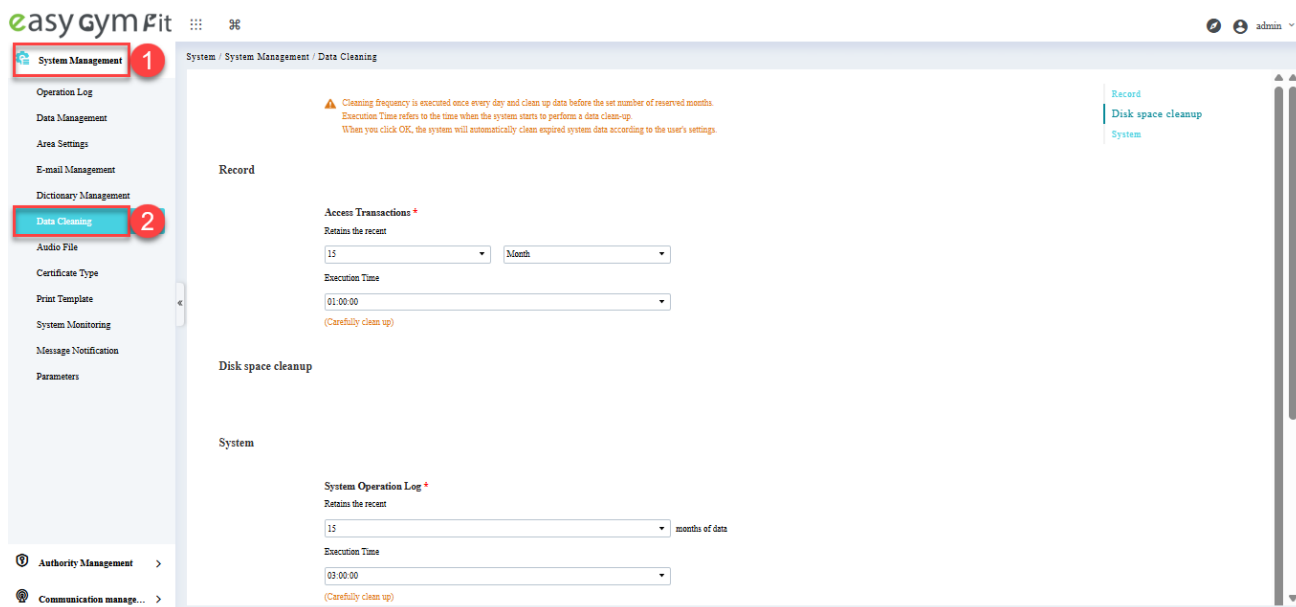 easy Gym Fit
admin
System Management
1
System / System Management / Data Cleaning
Operation Log
Data Management
Area Settings
E-mail Management
Dictionary Management
Data Cleaning
2
Audio File
Certificate Type
Print Template
System Monitoring
Message Notification
Parameters
Authority Management
Communication manage...
Cleaning frequency is executed once every day and clean up data before the set number of reserved months.
Execution Time refers to the time when the system starts to perform a data clean-up.
When you click OK, the system will automatically clean expired system data according to the user's settings.
Record
Disk space cleanup
System
Record
Access Transactions *
Retains the recent
15 Month
Execution Time
01:00:00
(Carefully clean up)
Disk space cleanup
System
System Operation Log *
Retains the recent
15 months of data
Execution Time
03:00:00
(Carefully clean up)